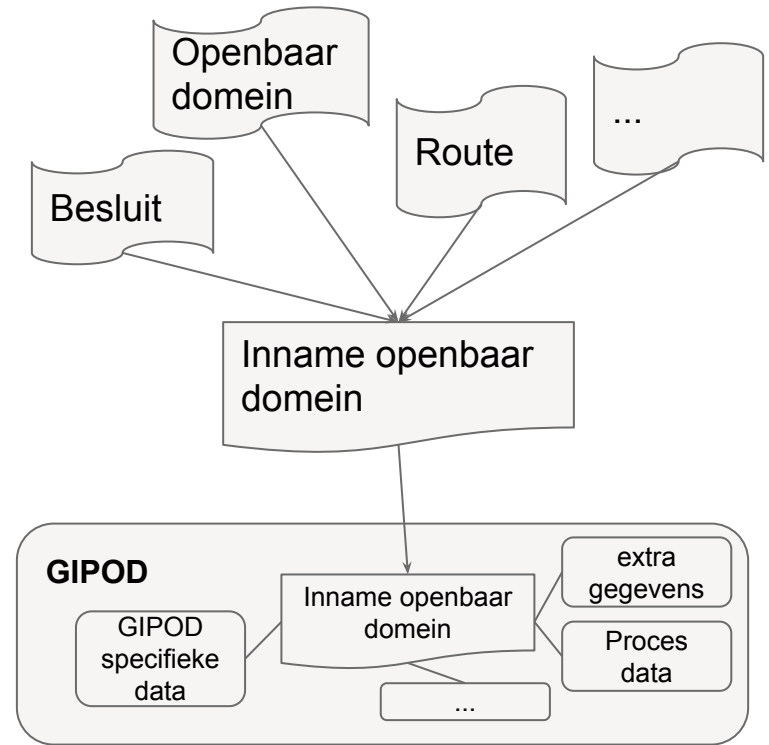 Openbaar
domein
...
Route
Besluit
Inname openbaar
domein
GIPOD
extra
gegevens
Inname openbaar
domein
GIPOD
specifieke
data
Proces
data
...